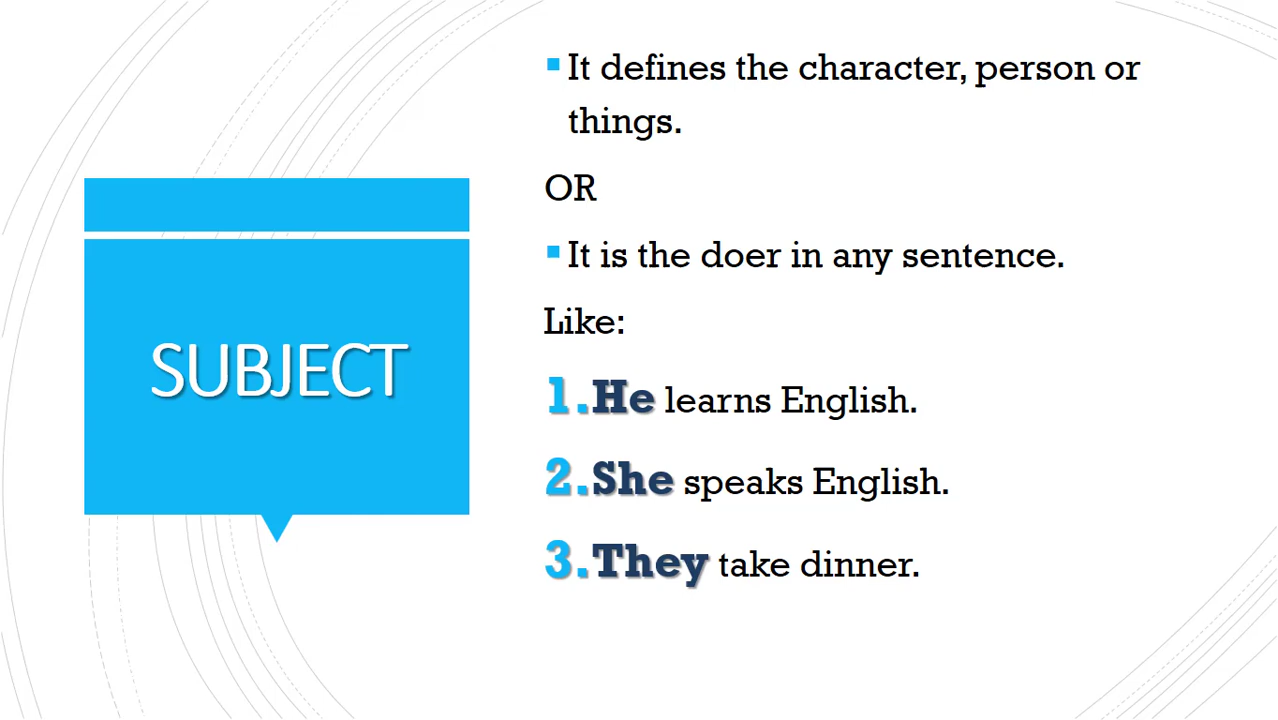 SUBJECT
▪ It defines the character, person or
things.
OR
▪ It is the doer in any sentence.
Like:
1.He learns English.
2.She speaks English.
3.They take dinner.